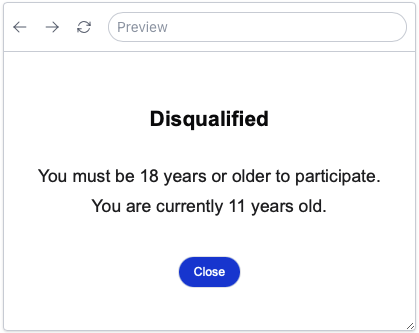 Preview
Disqualified
You must be 18 years or older to participate.
You are currently 11 years old.
Close